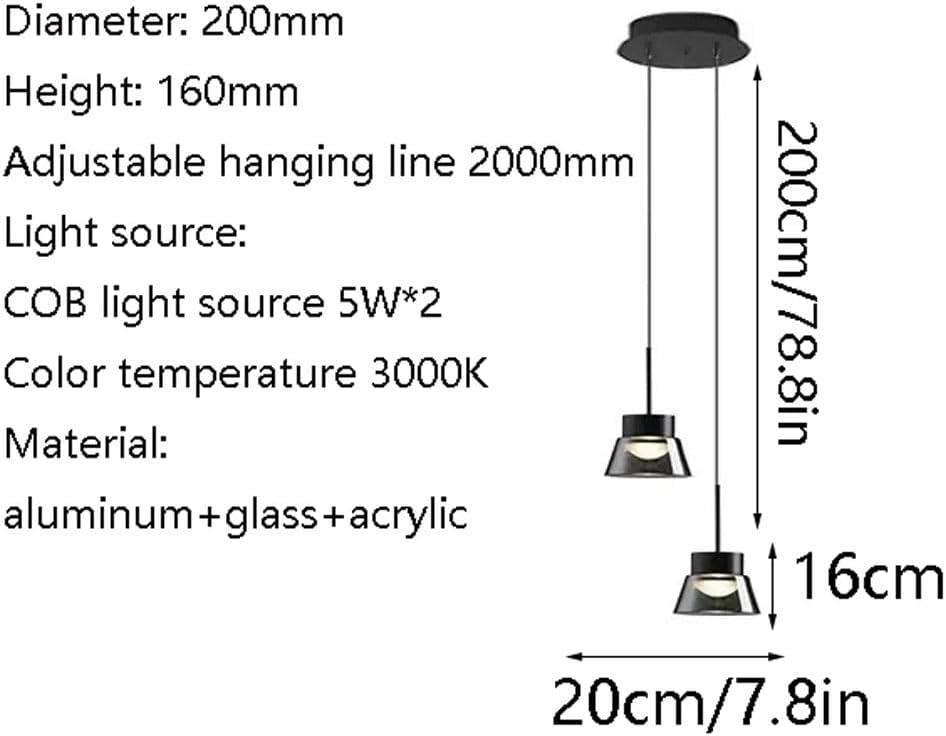 Diameter: 200mm
Height: 160mm
Adjustable hanging line 2000mm
Light source:
COB light source 5W*2
Color temperature 3000K
Material:
aluminum+glass+acrylic
200cm/78.8in
16cm
20cm/7.8in